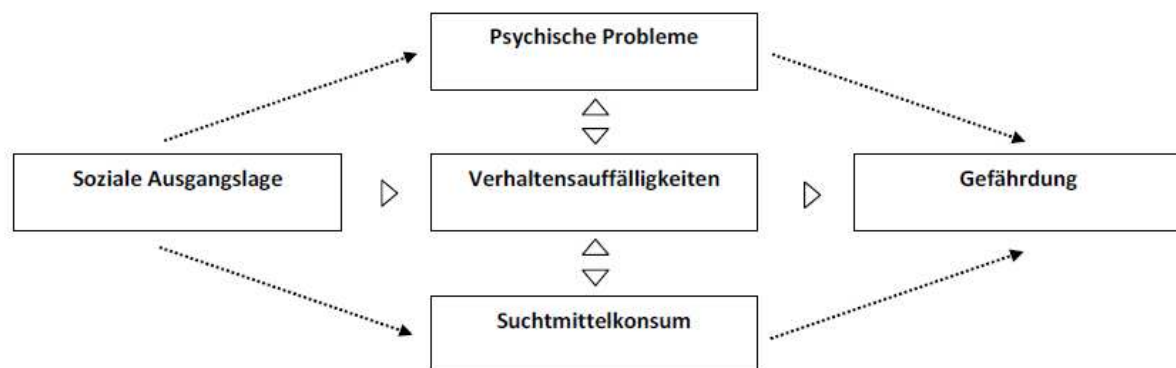 Psychische Probleme
Soziale Ausgangslage
Verhaltensauffälligkeiten
Gefährdung
Suchtmittelkonsum